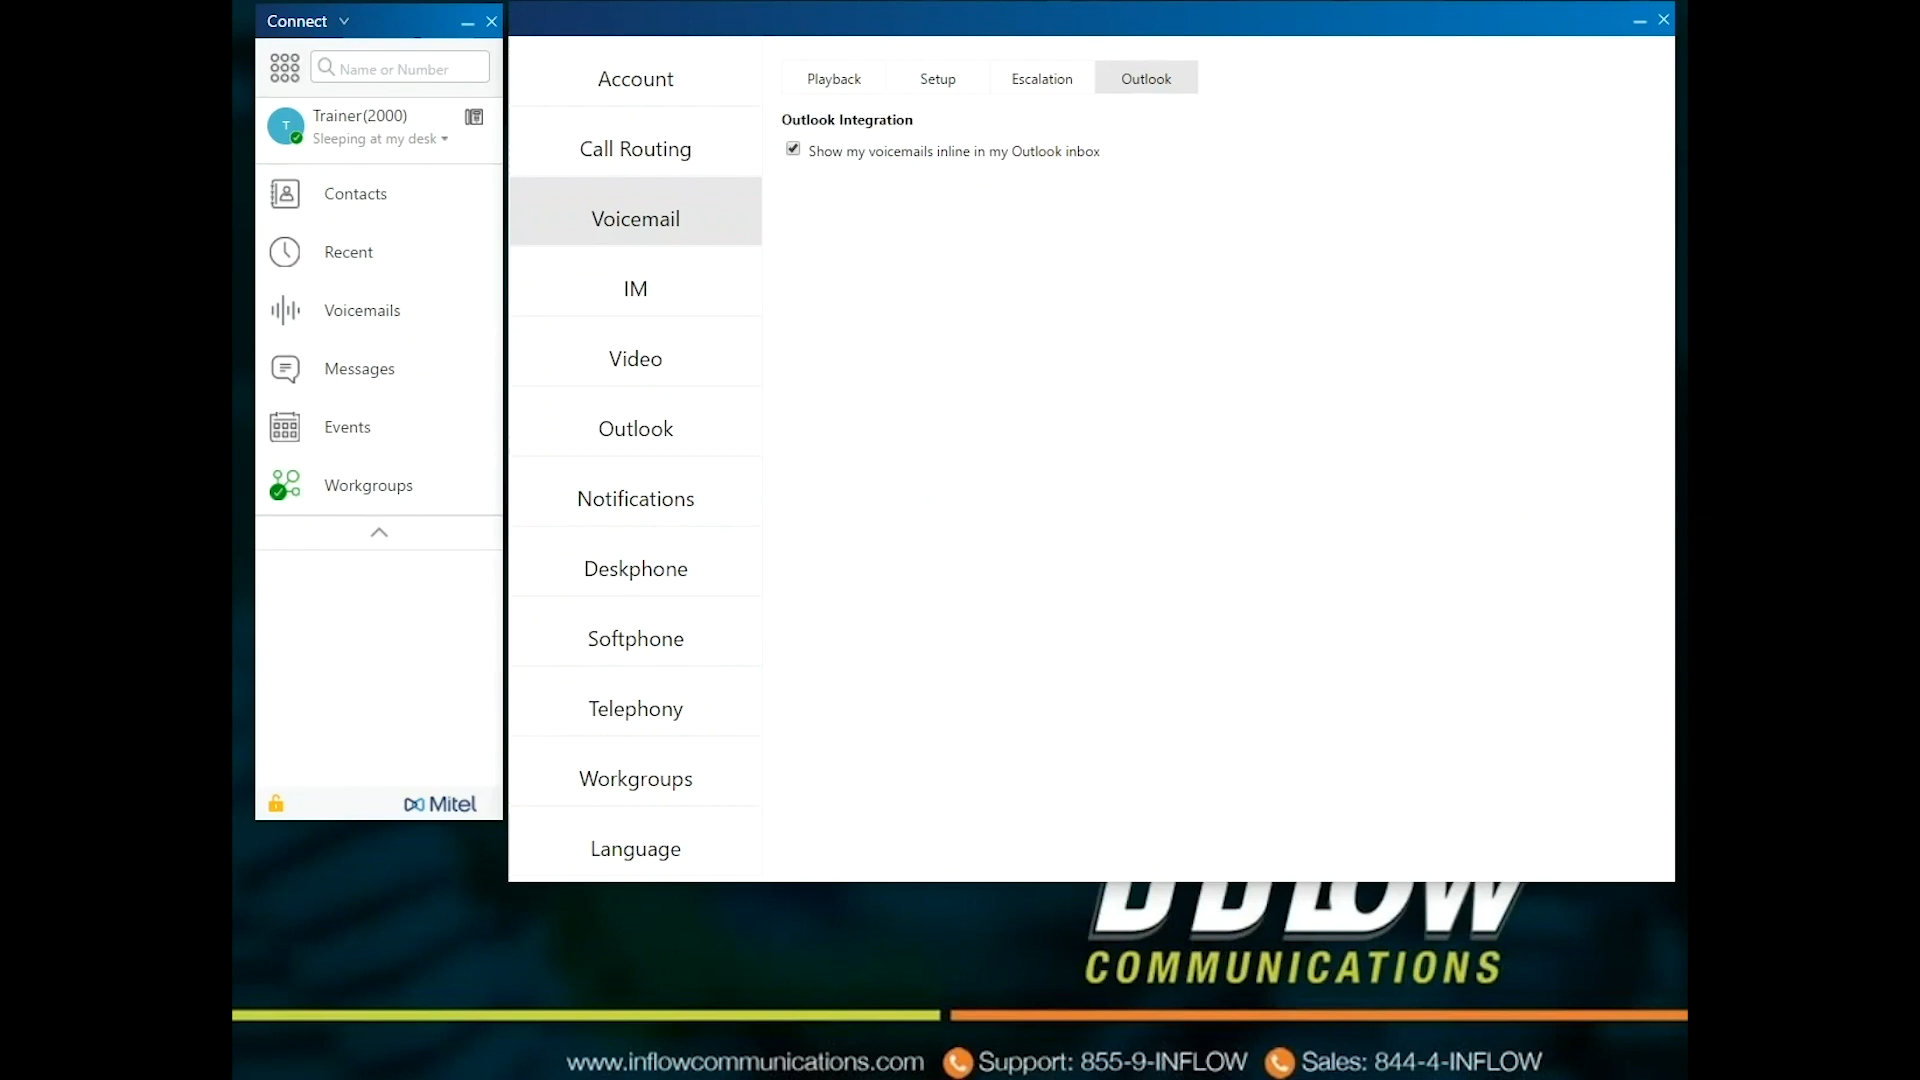 Connect
Name or Number
T
Trainer(2000)
Sleeping at my desk
Contacts
Recent
Voicemails
Messages
Events
Workgroups
Mitel
Account
Call Routing
Voicemail
IM
Video
Outlook
Notifications
Deskphone
Softphone
Telephony
Workgroups
Language
Playback Setup Escalation Outlook
Outlook Integration
Show my voicemails inline in my Outlook inbox
COMMUNICATIONS
www.inflowcommunications.com Support: 855-9-INFLOW Sales: 844-4-INFLOW